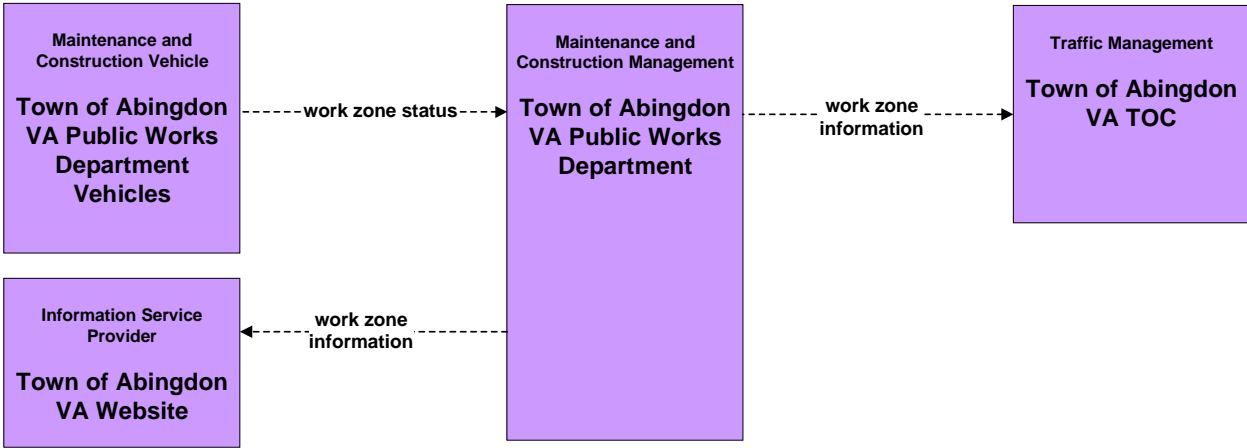 Maintenance and
Construction Vehicle
Town of Abingdon
VA Public Works
Department
Vehicles
work zone status
Maintenance and
Construction Management
Town of Abingdon
VA Public Works
Department
work zone
information
Traffic Management
Town of Abingdon
VA TOC
Information Service
Provider
Town of Abingdon
VA Website
work zone
information